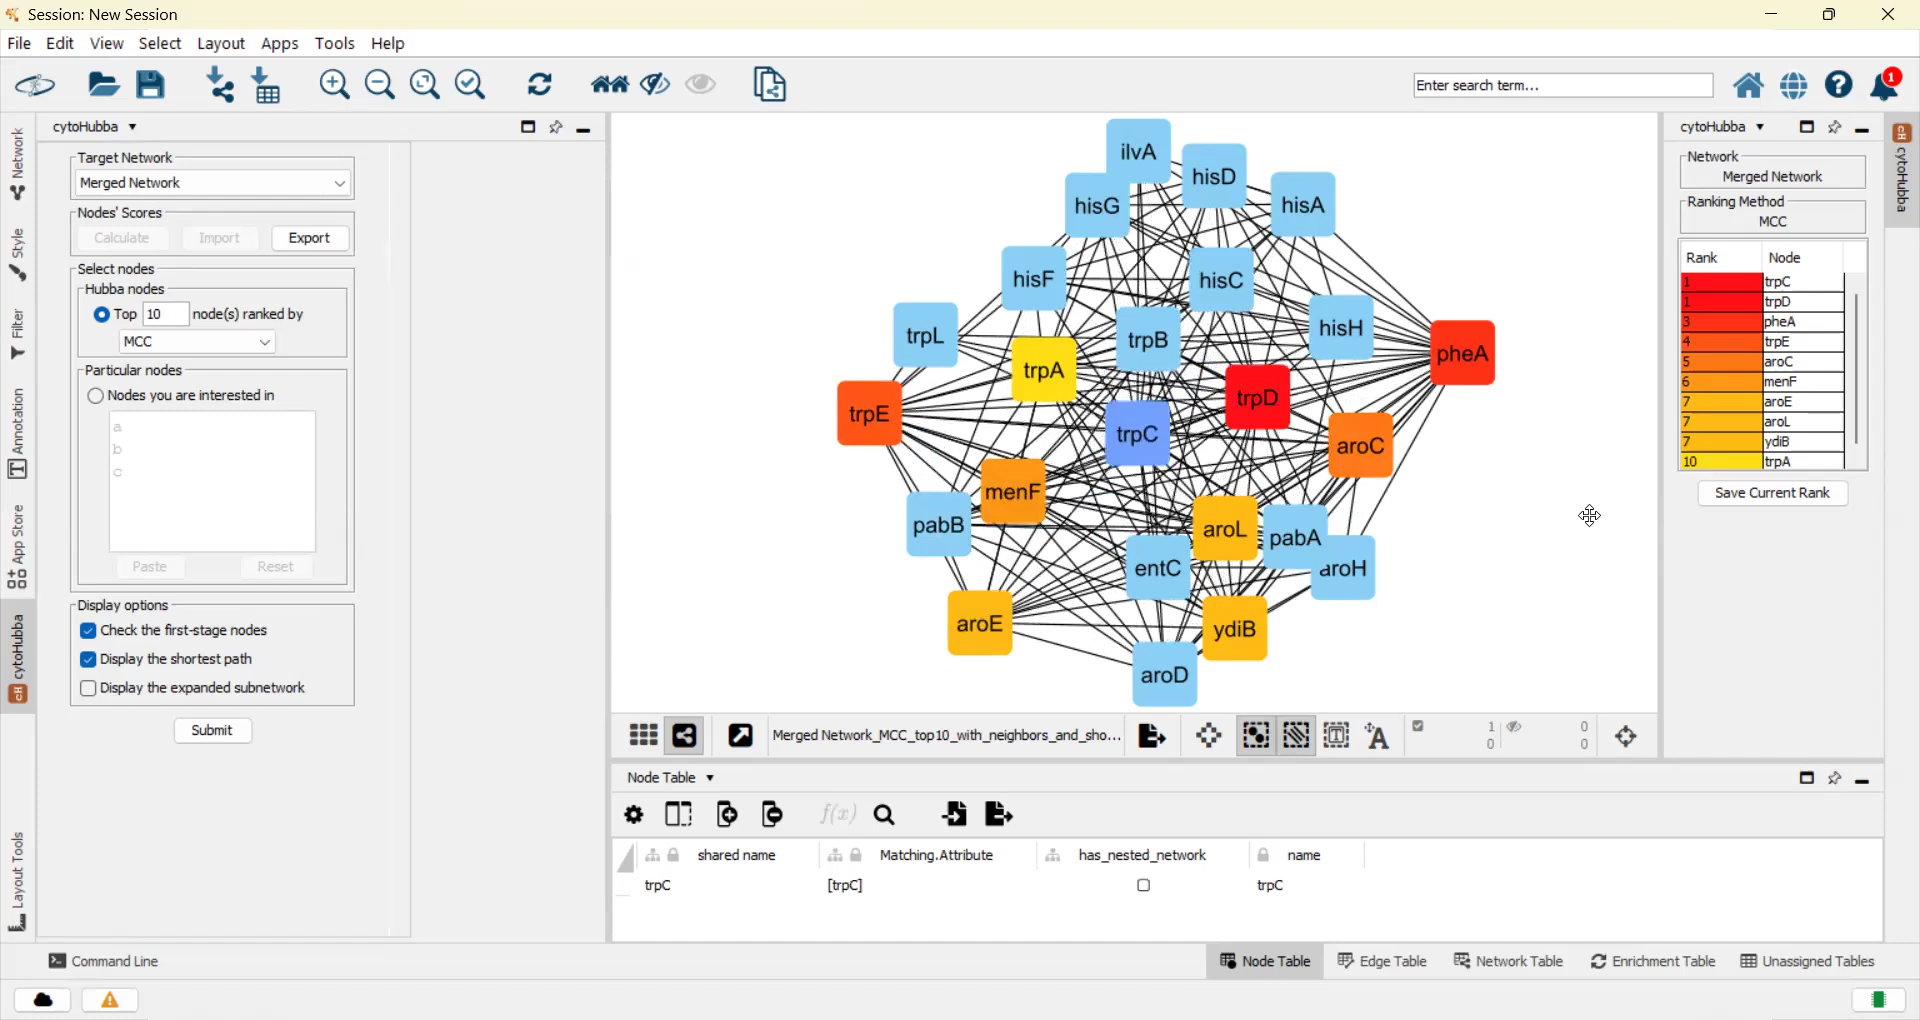 Session: New Session
File Edit View Select Layout Apps Tools Help
Enter search term...
1
Network
Style
Filter
Annotation
App Store
cH cytoHubba
Layout Tools
cytoHubba
Target Network
Merged Network
Nodes' Scores
Calculate Import Export
Select nodes
Hubba nodes
Top 10 node(s) ranked by
MCC
Particular nodes
Nodes you are interested in
a
b
c
Paste Reset
Display options
Check the first-stage nodes
Display the shortest path
Display the expanded subnetwork
Submit
ilvA
hisD
hisG
hisA
hisF
hisC
trpL
hisH
trpB
pheA
trpA
trpD
trpE
trpC
aroC
menF
pabB
aroL
pabA
entC
aroH
aroE
ydiB
aroD
Merged Network_MCC_top10_with_neighbors_and_sho...
T
A
1 0
0 0
cytoHubba
Network
Merged Network
Ranking Method
MCC
Rank Node
1 trpC
1 trpD
3 pheA
4 trpE
5 aroC
6 menF
7 aroE
7 aroL
7 ydiB
10 trpA
Save Current Rank
cH cytoHubba
Node Table
f(x)
shared name Matching.Attribute has_nested_network name
trpC [trpC] trpC
Command Line
Node Table Edge Table Network Table Enrichment Table Unassigned Tables